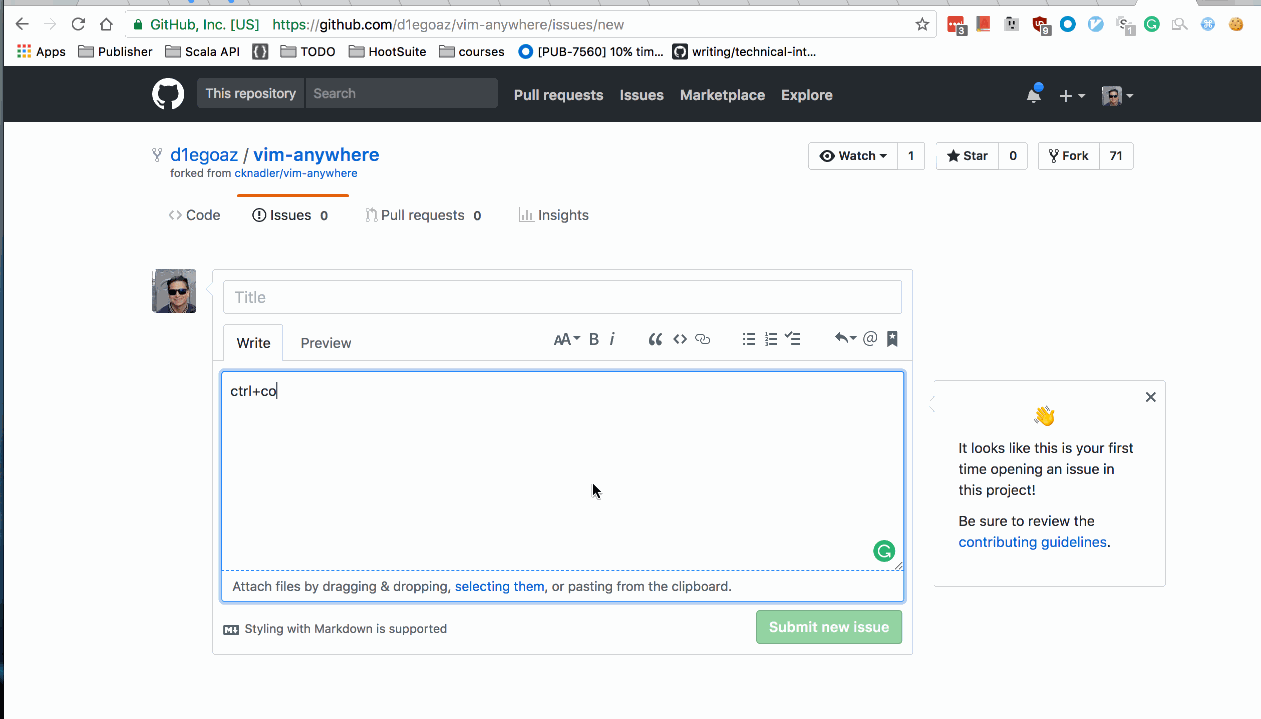 GitHub, Inc. [US] https://github.com/d1egoaz/vim-anywhere/issues/new
3 9 1
Apps Publisher Scala API {} TODO HootSuite courses [PUB-7560] 10% tim... writing/technical-int...
This repository Search Pull requests Issues Marketplace Explore
d1egoaz / vim-anywhere
forked from cknadler/vim-anywhere
Watch 1 Star 0 Fork 71
Code Issues 0 Pull requests 0 Insights
Title
Write Preview AA B i “ <> @
ctrl+co
It looks like this is your first
time opening an issue in
this project!
Be sure to review the
contributing guidelines.
Attach files by dragging & dropping, selecting them, or pasting from the clipboard.
Styling with Markdown is supported
Submit new issue